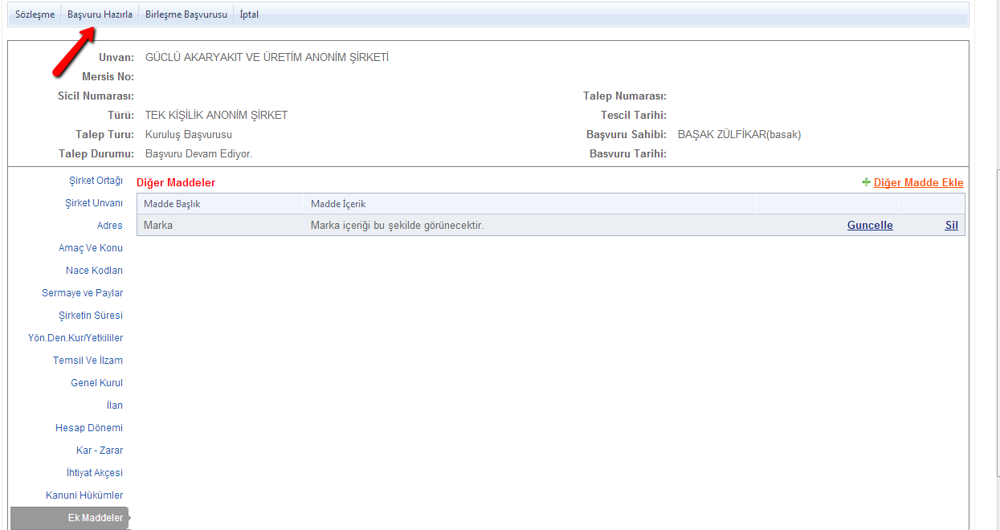 Sözleşme Başvuru Hazırla Birleşme Başvurusu İptal
Unvan: GÜCLÜ AKARYAKIT VE ÜRETİM ANONİM ŞİRKETİ
Mersis No:
Sicil Numarası: Talep Numarası:
Türü: TEK KİŞİLİK ANONİM ŞİRKET Tescil Tarihi:
Talep Turu: Kuruluş Başvurusu Başvuru Sahibi: BAŞAK ZÜLFİKAR(basak)
Talep Durumu: Başvuru Devam Ediyor. Basvuru Tarihi:
Şirket Ortağı
Şirket Unvanı
Adres
Amaç Ve Konu
Nace Kodları
Sermaye ve Paylar
Şirketin Süresi
Yön.Den.Kur/Yetkililer
Temsil Ve İlzam
Genel Kurul
İlan
Hesap Dönemi
Kar - Zarar
İhtiyat Akçesi
Kanuni Hükümler
Ek Maddeler
Diğer Maddeler Diğer Madde Ekle
Madde Başlık Madde İçerik
Marka Marka içeriği bu şekilde görünecektir. Guncelle Sil